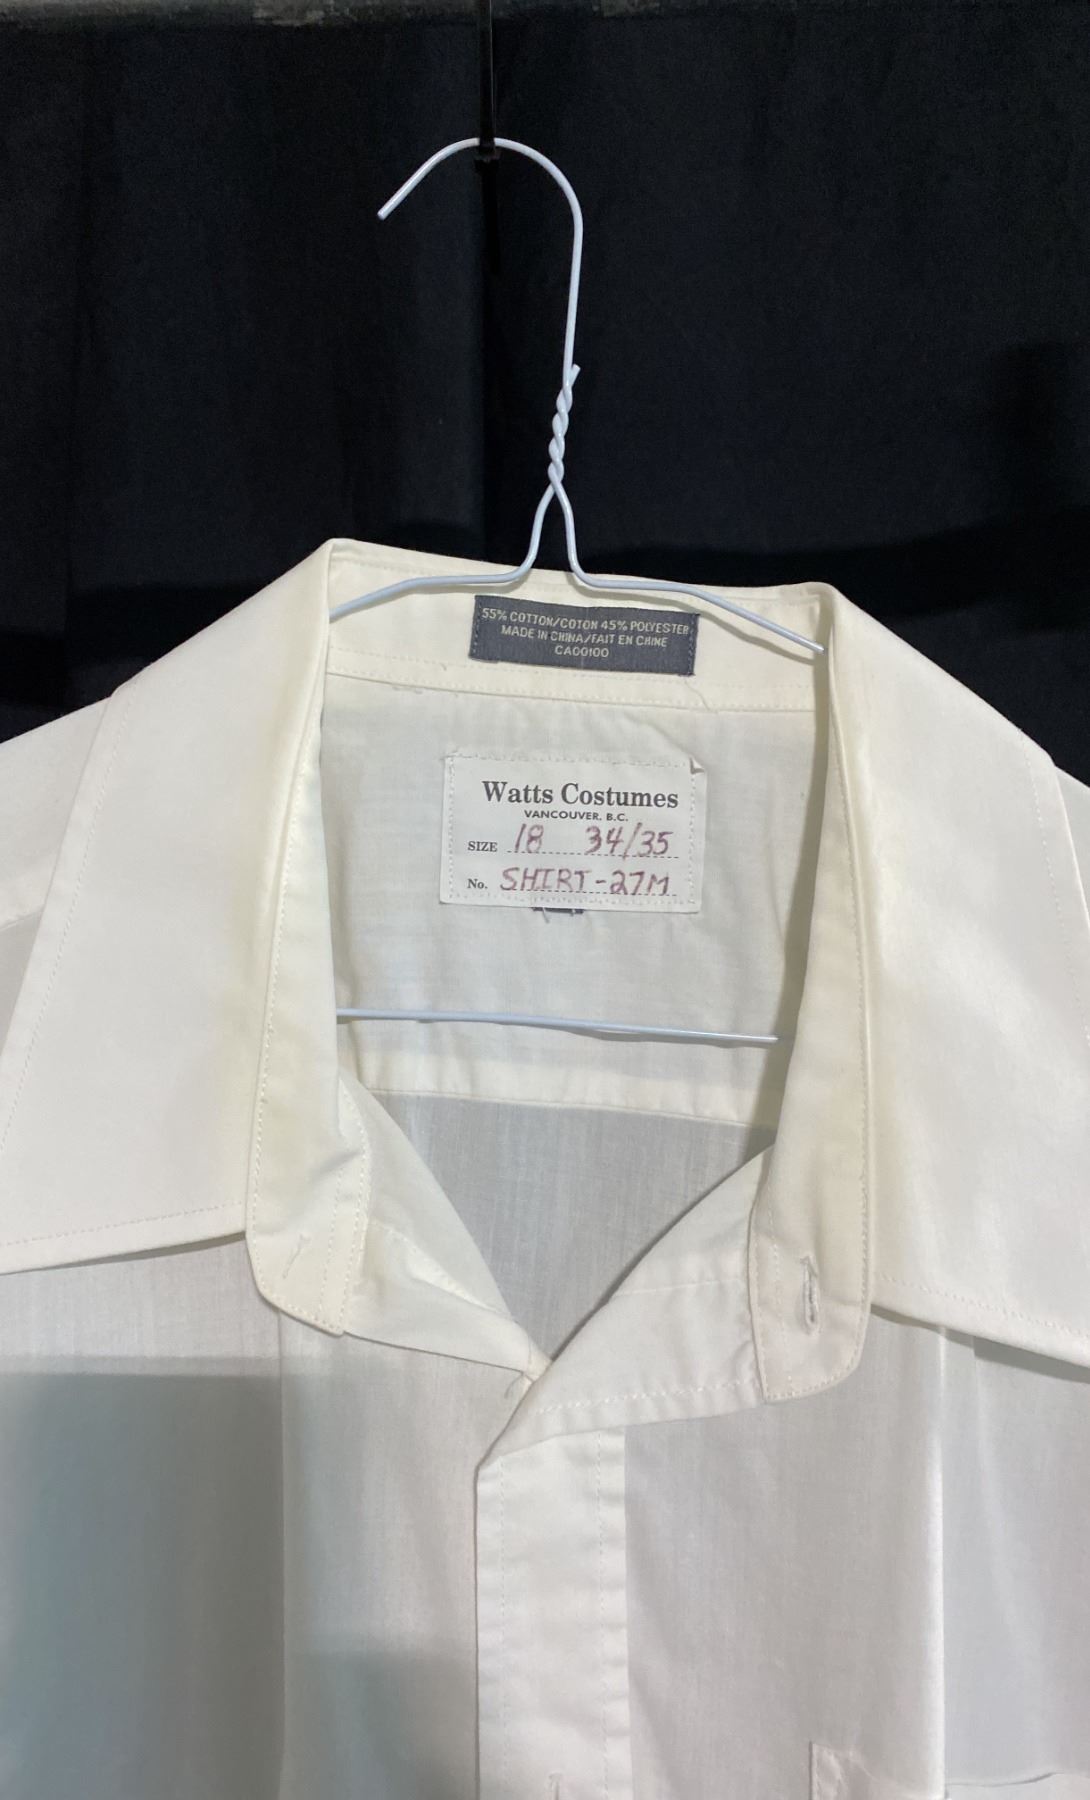 55% COTTON/COTON 45% POLYESTER
MADE IN CHINA/FAIT EN CHINE
CA00100
Watts Costumes
VANCOUVER, B.C.
SIZE 18 34/35
No. SHIRT-27M